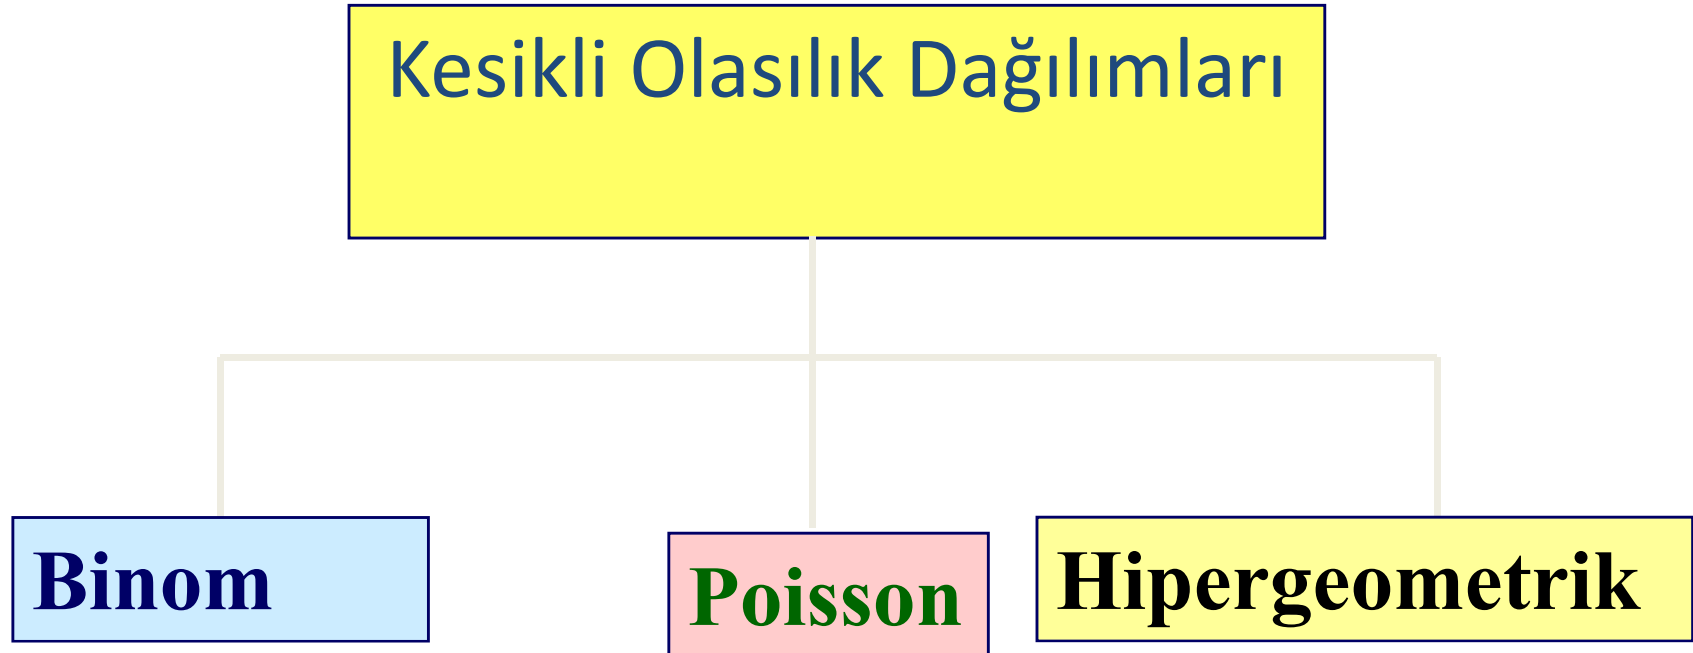 Kesikli Olasılık Dağılımları
Binom
Poisson
Hipergeometrik